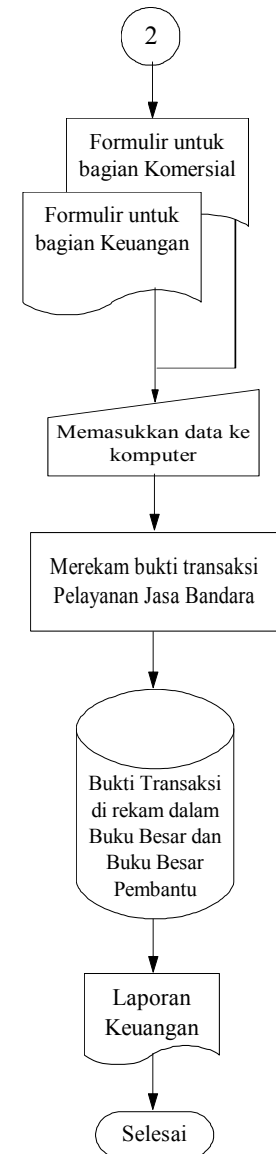 2
Formulir untuk
bagian Komersial
Formulir untuk
bagian Keuangan
Memasukkan data ke
komputer
Merekam bukti transaksi
Pelayanan Jasa Bandara
Bukti Transaksi
di rekam dalam
Buku Besar dan
Buku Besar
Pembantu
Laporan
Keuangan
Selesai